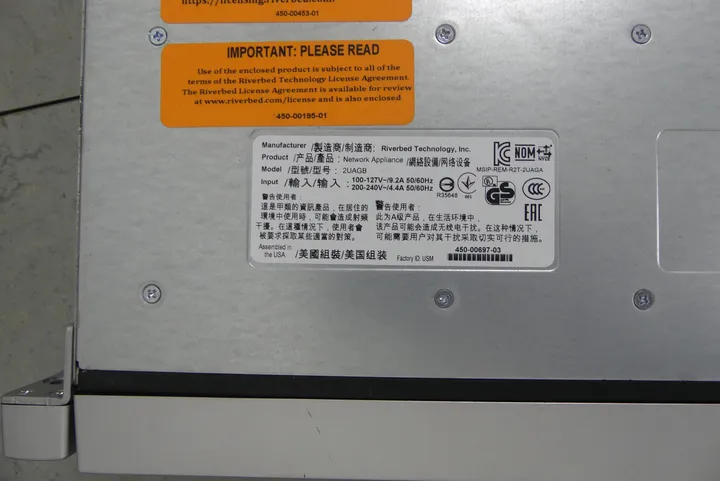 https://licensing.riverbed.com/
450-00453-01
IMPORTANT: PLEASE READ
Use of the enclosed product is subject to all of the
terms of the Riverbed Technology License Agreement.
The Riverbed License Agreement is available for review
at www.riverbed.com/license and is also enclosed
450-00195-01
Manufacturer /製造商/制造商: Riverbed Technology, Inc.
Product /产品/產品: Network Appliance /網絡設備/网络设备
Model /型號/型号: 2UAGB
Input /輸入/输入 : 100-127V~/9.2A 50/60Hz
200-240V~/4.4A 50/60Hz
NOM
MSIP-REM-R2T-2UAGA
R35648
GS
CCC
EAC
警告使用者:
這是甲類的資訊產品，在居住的
環境中使用時，可能會造成射頻
干擾。在這種情況下，使用者會
被要求採取某些適當的對策。
警告使用者:
此为A级产品，在生活环境中，
该产品可能会造成无线电干扰。在这种情况下，
可能需要用户对其干扰采取切实可行的措施。
Assembled in
the USA /美國組裝/美国组装
Factory ID: USM
450-00697-03